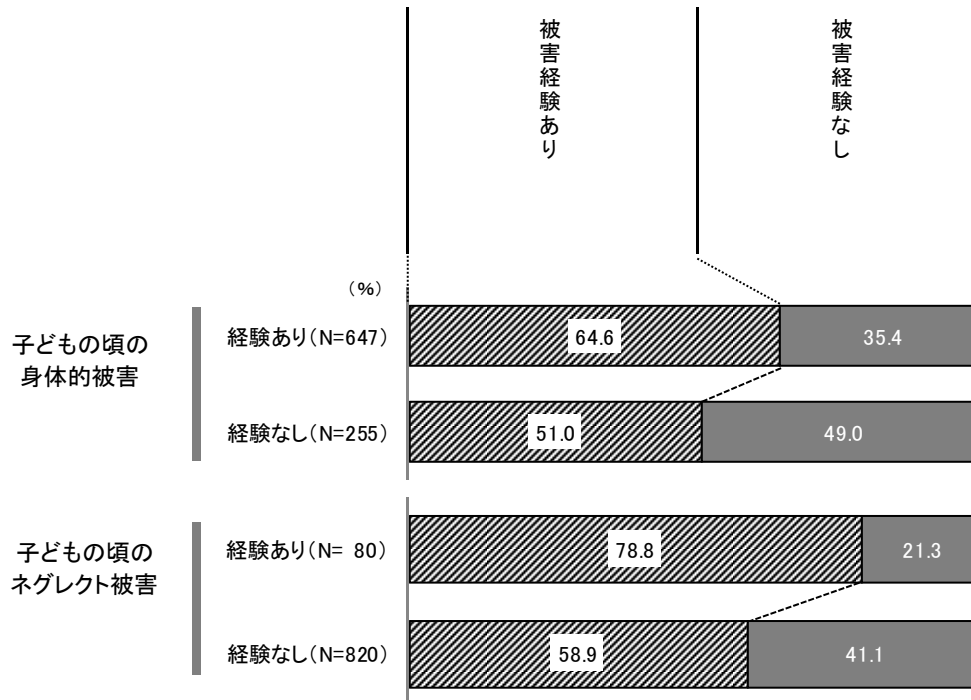 被害経験あり
被害経験なし
（％）
子どもの頃の
身体的被害
経験あり（N=647）
64.6
35.4
経験なし（N=255）
51.0
49.0
子どもの頃の
ネグレクト被害
経験あり（N= 80）
78.8
21.3
経験なし（N=820）
58.9
41.1